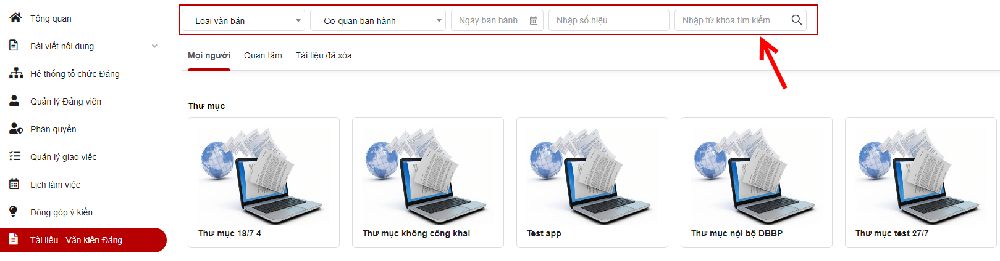 Tổng quan
Bài viết nội dung
Hệ thống tổ chức Đảng
Quản lý Đảng viên
Phân quyền
Quản lý giao việc
Lịch làm việc
Đóng góp ý kiến
Tài liệu - Văn kiện Đảng
-- Loại văn bản -- -- Cơ quan ban hành -- Ngày ban hành Nhập số hiệu Nhập từ khóa tìm kiếm
Mọi người Quan tâm Tài liệu đã xóa
Thư mục
Thư mục 18/7 4 Thư mục không công khai Test app Thư mục nội bộ ĐBBP Thư mục test 27/7